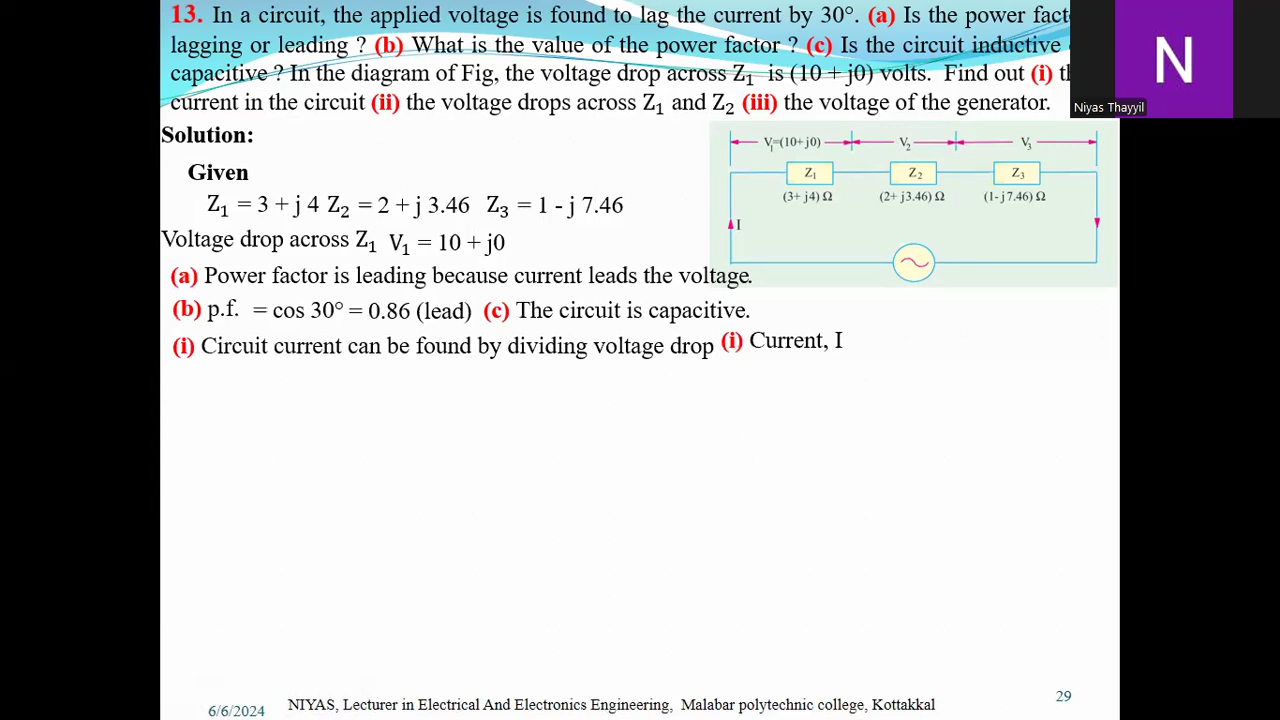 13. In a circuit, the applied voltage is found to lag the current by 30°. (a) Is the power fact
lagging or leading ? (b) What is the value of the power factor ? (c) Is the circuit inductive
capacitive ? In the diagram of Fig, the voltage drop across Z₁ is (10 + j0) volts. Find out (i) t
current in the circuit (ii) the voltage drops across Z₁ and Z₂ (iii) the voltage of the generator.
N
Niyas Thayyil
Solution:
Given
Z₁ = 3 + j 4 Z₂ = 2 + j 3.46 Z₃ = 1 - j 7.46
Voltage drop across Z₁ V₁ = 10 + j0
(a) Power factor is leading because current leads the voltage.
(b) p.f. = cos 30° = 0.86 (lead) (c) The circuit is capacitive.
(i) Circuit current can be found by dividing voltage drop (i) Current, I
V₁=(10+j0) V₂ V₃
Z₁ Z₂ Z₃
(3+ j4) Ω (2+ j3.46) Ω (1- j7.46) Ω
I
6/6/2024 NIYAS, Lecturer in Electrical And Electronics Engineering, Malabar polytechnic college, Kottakkal 29